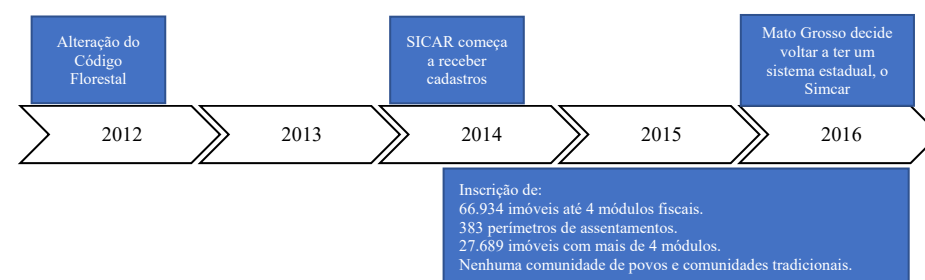 Alteração do
Código
Florestal
SICAR começa
a receber
cadastros
Mato Grosso decide
voltar a ter um
sistema estadual, o
Simcar
2012
2013
2014
2015
2016
Inscrição de:
66.934 imóveis até 4 módulos fiscais.
383 perímetros de assentamentos.
27.689 imóveis com mais de 4 módulos.
Nenhuma comunidade de povos e comunidades tradicionais.